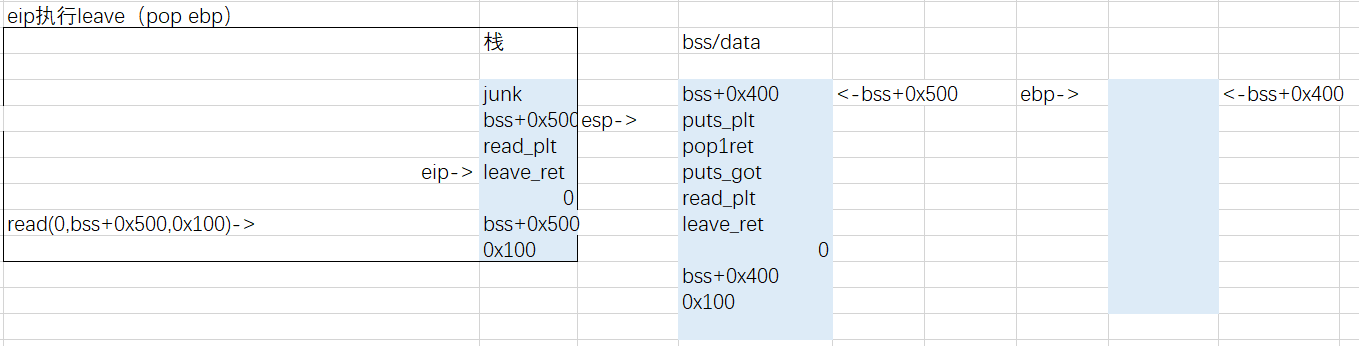 eip执行leave（pop ebp）
栈 bss/data
junk bss+0x400 <-bss+0x500 ebp-> <-bss+0x400
bss+0x500 esp-> puts_plt
read_plt pop1ret
eip-> leave_ret puts_got
0 read_plt
read(0,bss+0x500,0x100)-> bss+0x500 leave_ret
0x100 0
bss+0x400
0x100